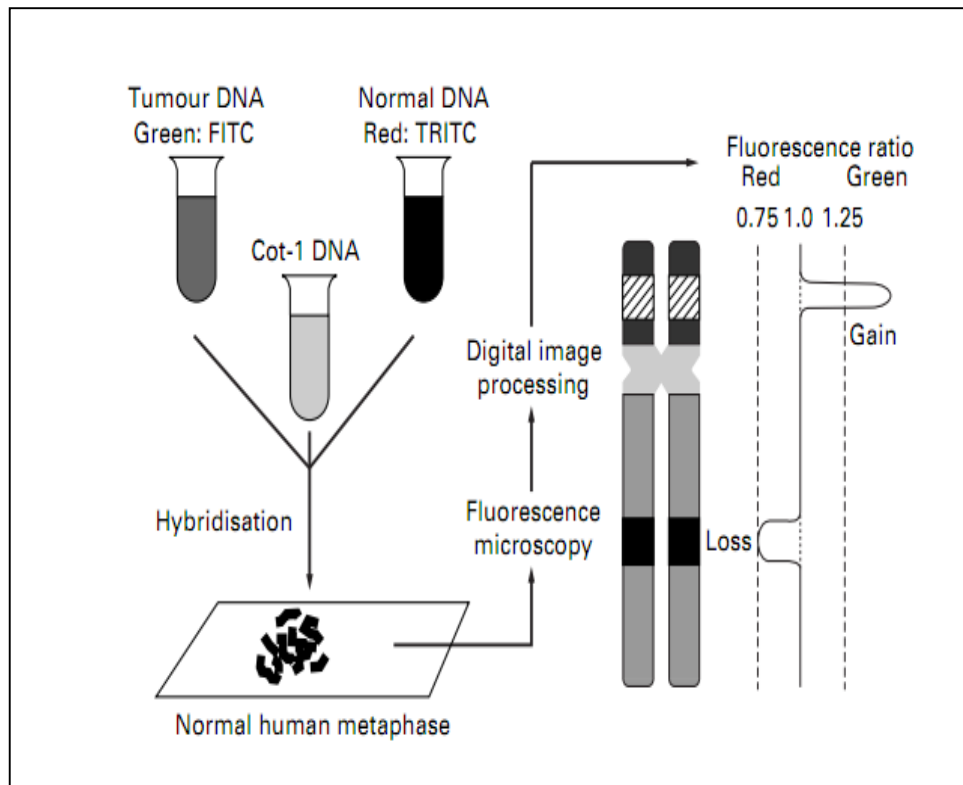 Tumour DNA
Green: FITC
Normal DNA
Red: TRITC
Cot-1 DNA
Hybridisation
Normal human metaphase
Fluorescence
microscopy
Digital image
processing
Fluorescence ratio
Red Green
0.75 1.0 1.25
Gain
Loss